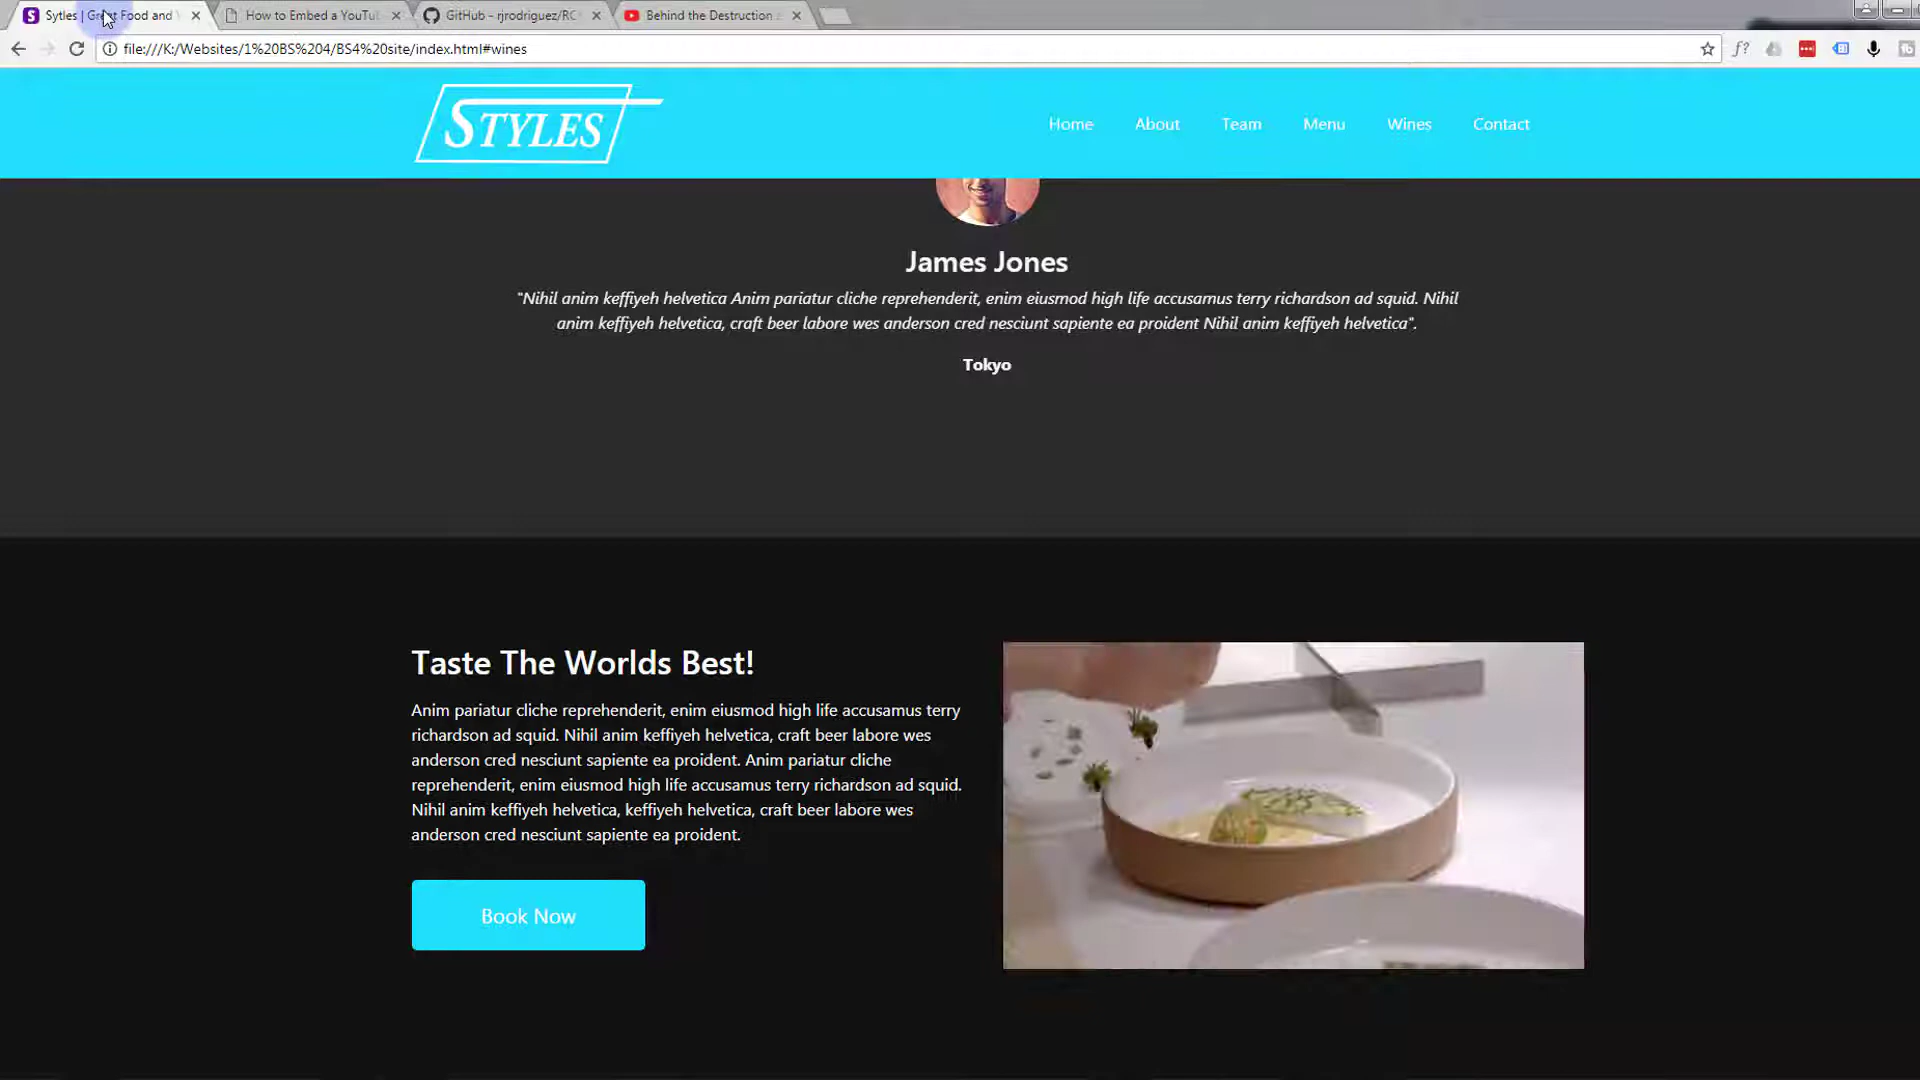 Sytles | Great Food and
How to Embed a YouTu
GitHub - rjrodriguez/RC
Behind the Destruction
file:///K:/Websites/1%20BS%204/BS4%20site/index.html#wines
STYLES
Home About Team Menu Wines Contact
James Jones
"Nihil anim keffiyeh helvetica Anim pariatur cliche reprehenderit, enim eiusmod high life accusamus terry richardson ad squid. Nihil
anim keffiyeh helvetica, craft beer labore wes anderson cred nesciunt sapiente ea proident Nihil anim keffiyeh helvetica".
Tokyo
Taste The Worlds Best!
Anim pariatur cliche reprehenderit, enim eiusmod high life accusamus terry
richardson ad squid. Nihil anim keffiyeh helvetica, craft beer labore wes
anderson cred nesciunt sapiente ea proident. Anim pariatur cliche
reprehenderit, enim eiusmod high life accusamus terry richardson ad squid.
Nihil anim keffiyeh helvetica, keffiyeh helvetica, craft beer labore wes
anderson cred nesciunt sapiente ea proident.
Book Now